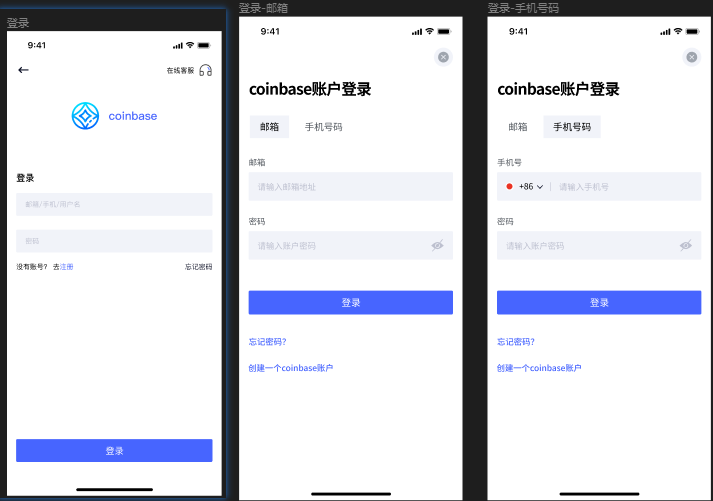 登录
9:41
在线客服
coinbase
登录
邮箱/手机/用户名
密码
没有账号? 去注册
忘记密码
登录
登录-邮箱
9:41
coinbase账户登录
邮箱
手机号码
邮箱
请输入邮箱地址
密码
请输入账户密码
登录
忘记密码?
创建一个coinbase账户
登录-手机号码
9:41
coinbase账户登录
邮箱
手机号码
手机号
+86
请输入手机号
密码
请输入账户密码
登录
忘记密码?
创建一个coinbase账户